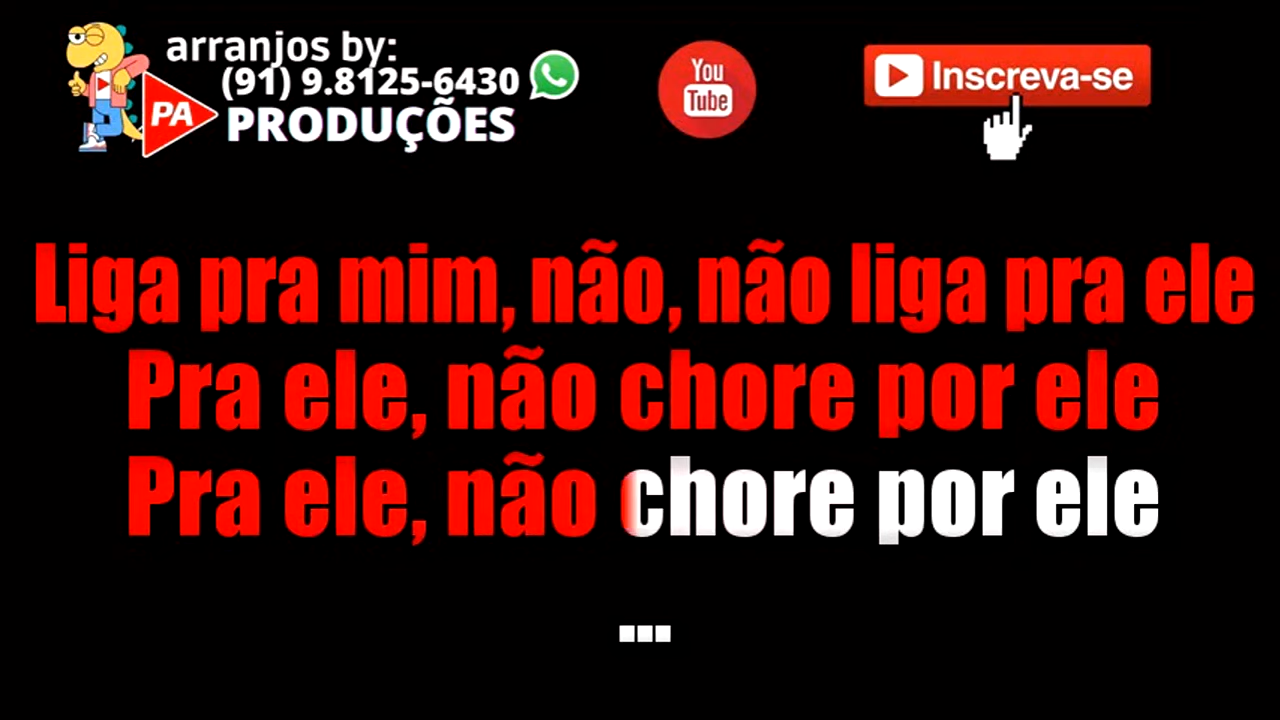 arranjos by:
(91) 9.8125-6430
PA PRODUÇÕES
You
Tube
Inscreva-se
Liga pra mim, não, não liga pra ele
Pra ele, não chore por ele
Pra ele, não chore por ele
...